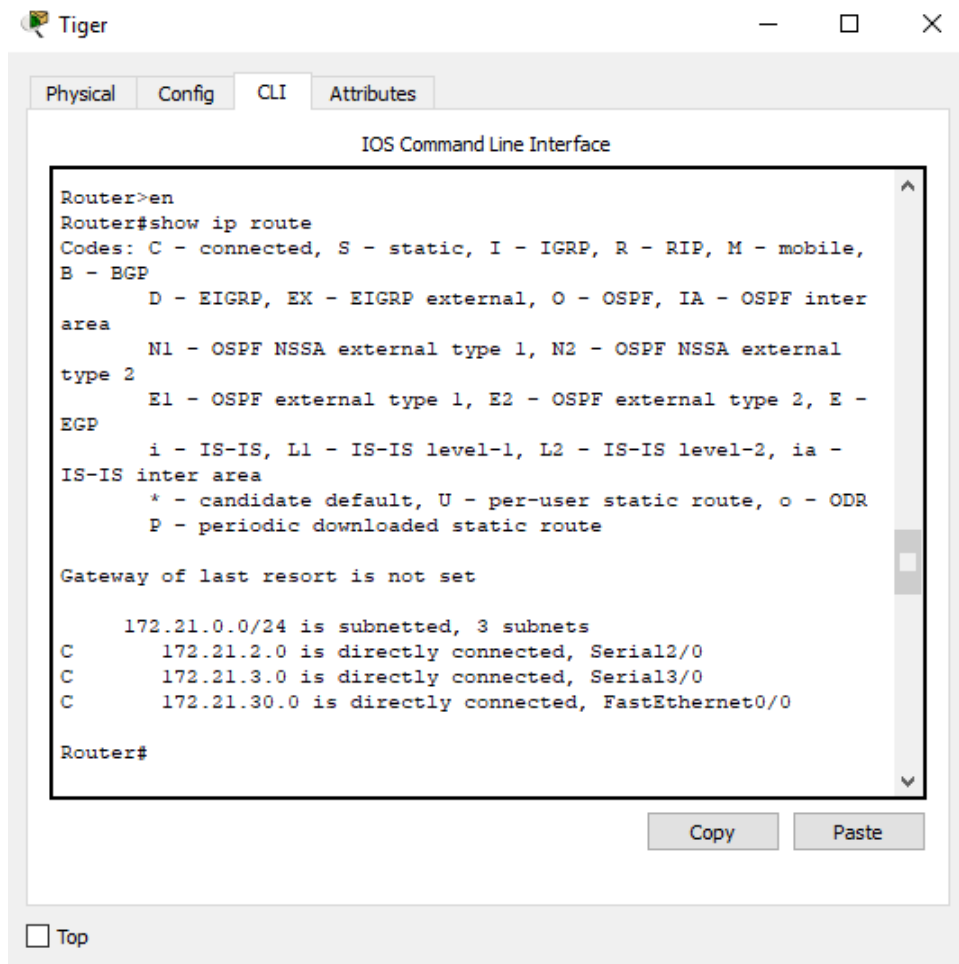 Tiger
Physical Config CLI Attributes
IOS Command Line Interface
Router>en
Router#show ip route
Codes: C - connected, S - static, I - IGRP, R - RIP, M - mobile,
B - BGP
       D - EIGRP, EX - EIGRP external, O - OSPF, IA - OSPF inter
area
       N1 - OSPF NSSA external type 1, N2 - OSPF NSSA external
type 2
       E1 - OSPF external type 1, E2 - OSPF external type 2, E -
EGP
       i - IS-IS, L1 - IS-IS level-1, L2 - IS-IS level-2, ia -
IS-IS inter area
       * - candidate default, U - per-user static route, o - ODR
       P - periodic downloaded static route
Gateway of last resort is not set
     172.21.0.0/24 is subnetted, 3 subnets
C       172.21.2.0 is directly connected, Serial2/0
C       172.21.3.0 is directly connected, Serial3/0
C       172.21.30.0 is directly connected, FastEthernet0/0
Router#
Copy Paste
Top